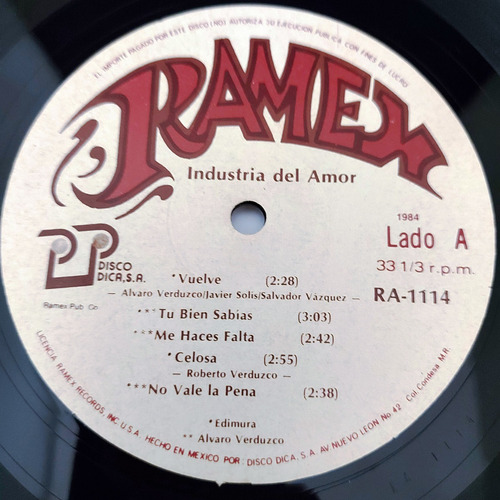 EL IMPORTE PAGADO POR ESTE DISCO (NO) AUTORIZA SU EJECUCION PUBLICA CON FINES DE LUCRO
RAMEX
Industria del Amor
1984
Lado A
33 1/3 r.p.m.
RA-1114
DISCO
DICA, S.A.
Ramex Pub. Co.
*Vuelve (2:28)
— Alvaro Verduzco/Javier Solis/Salvador Vázquez —
***Tu Bien Sabias (3:03)
***Me Haces Falta (2:42)
*Celosa (2:55)
— Roberto Verduzco —
***No Vale la Pena (2:38)
*Edimura
** Alvaro Verduzco
LICENCIA RAMEX RECORDS, INC. U.S.A. HECHO EN MEXICO POR: DISCO DICA, S.A. AV NUEVO LEON No 42 Col Condesa M.R.